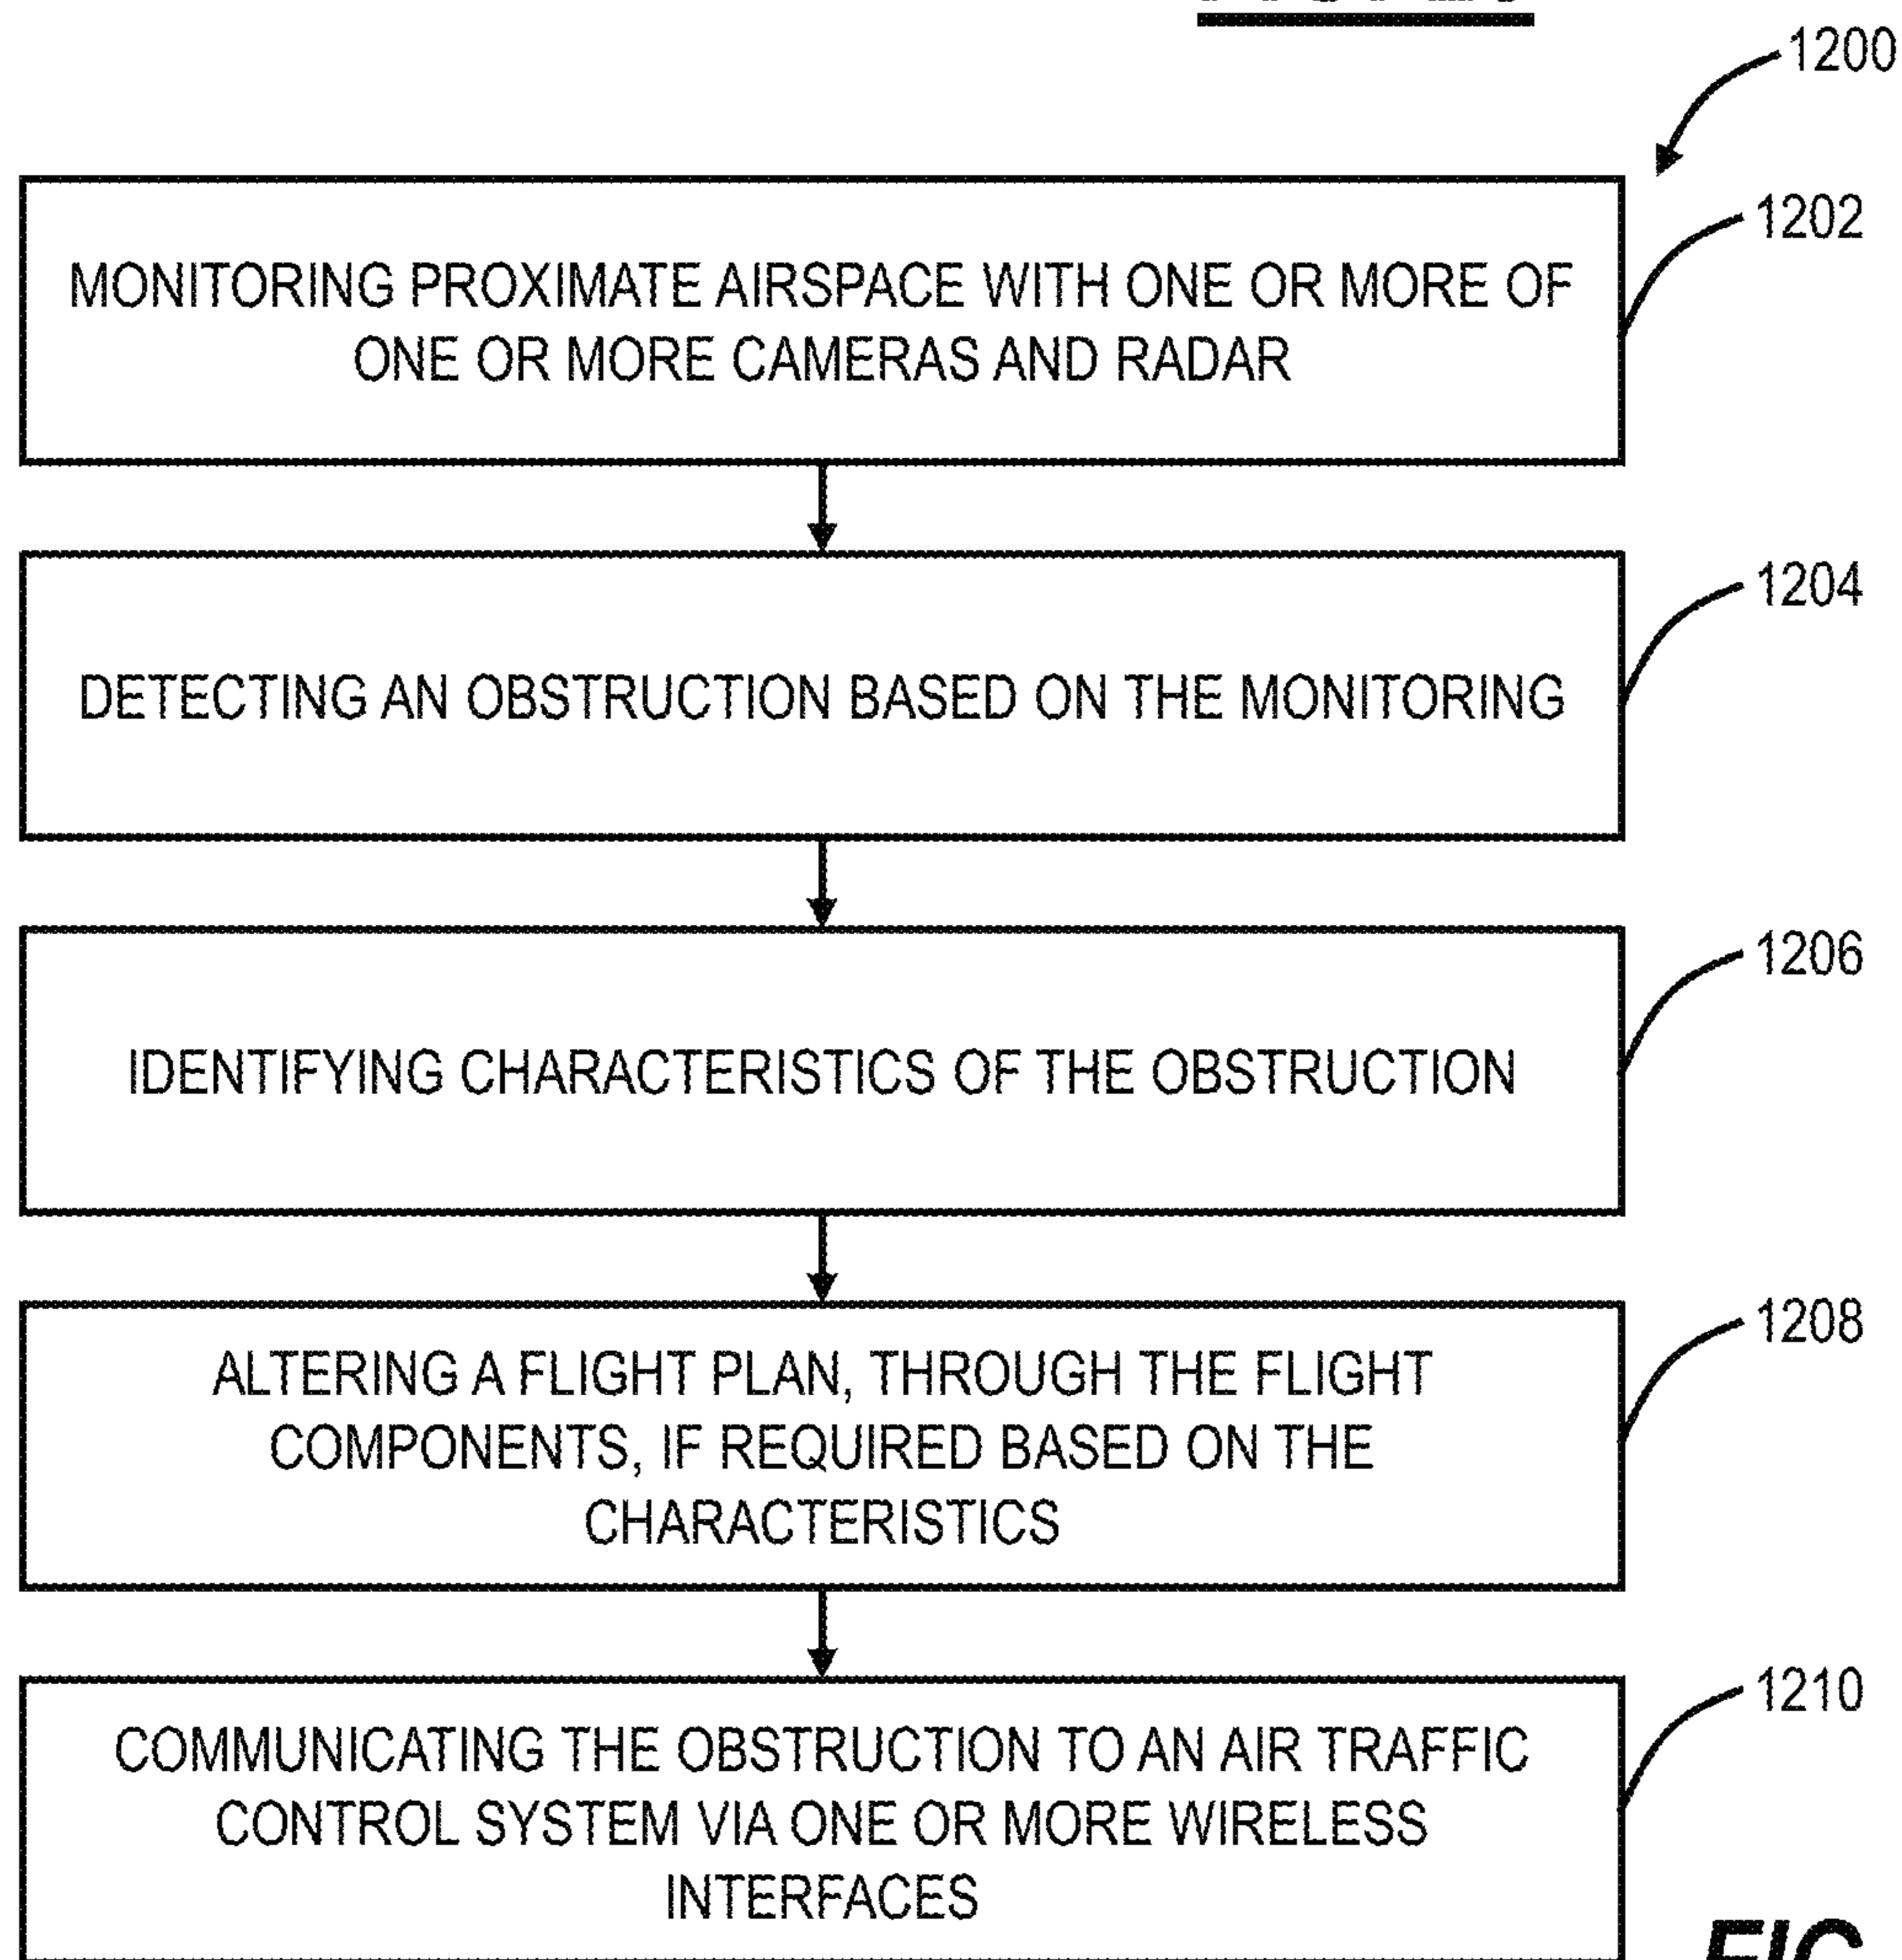 1200
1202
MONITORING PROXIMATE AIRSPACE WITH ONE OR MORE OF
ONE OR MORE CAMERAS AND RADAR
1204
DETECTING AN OBSTRUCTION BASED ON THE MONITORING
1206
IDENTIFYING CHARACTERISTICS OF THE OBSTRUCTION
1208
ALTERING A FLIGHT PLAN, THROUGH THE FLIGHT
COMPONENTS, IF REQUIRED BASED ON THE
CHARACTERISTICS
1210
COMMUNICATING THE OBSTRUCTION TO AN AIR TRAFFIC
CONTROL SYSTEM VIA ONE OR MORE WIRELESS
INTERFACES
FIG